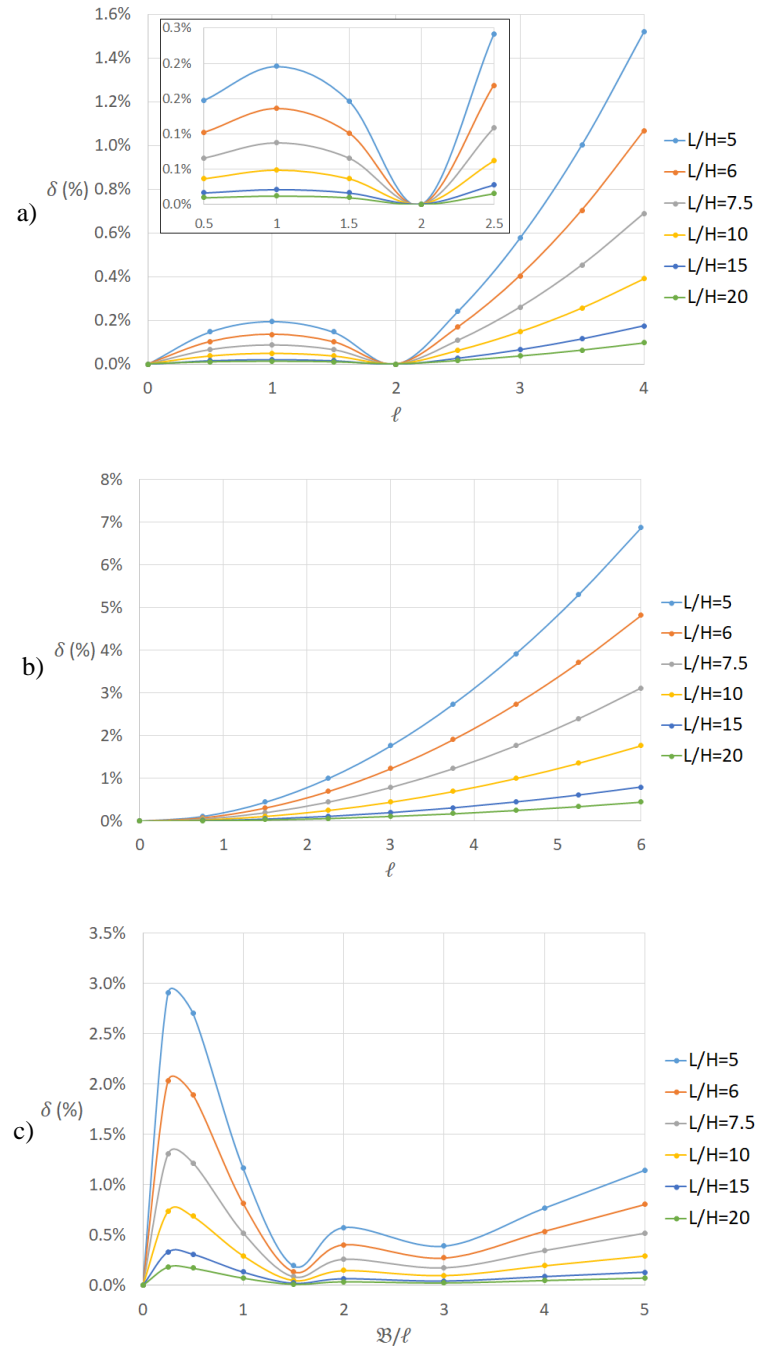 a)
δ (%)
1.6%
1.4%
1.2%
1.0%
0.8%
0.6%
0.4%
0.2%
0.0%
0 1 2 3 4
ℓ
0.3%
0.2%
0.2%
0.1%
0.1%
0.0%
0.5 1 1.5 2 2.5
L/H=5
L/H=6
L/H=7.5
L/H=10
L/H=15
L/H=20
b)
δ (%)
8%
7%
6%
5%
4%
3%
2%
1%
0%
0 1 2 3 4 5 6
ℓ
L/H=5
L/H=6
L/H=7.5
L/H=10
L/H=15
L/H=20
c)
δ (%)
3.5%
3.0%
2.5%
2.0%
1.5%
1.0%
0.5%
0.0%
0 1 2 3 4 5
𝔅/ℓ
L/H=5
L/H=6
L/H=7.5
L/H=10
L/H=15
L/H=20